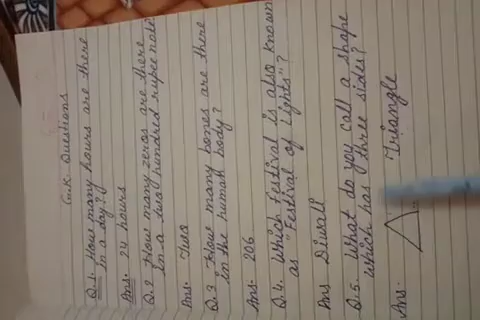 G.K. Questions
Q.1. How many hours are there
in a day?
Ans. 24 hours
Q.2 How many zeros are there
in a two hundred rupee note
Ans. Two
Q.3 How many bones are there
in the human body?
Ans. 206
Q.4. Which festival is also known
as "Festival of Lights"?
Ans Diwali
Q.5. What do you call a shape
which has three sides?
Ans. Triangle